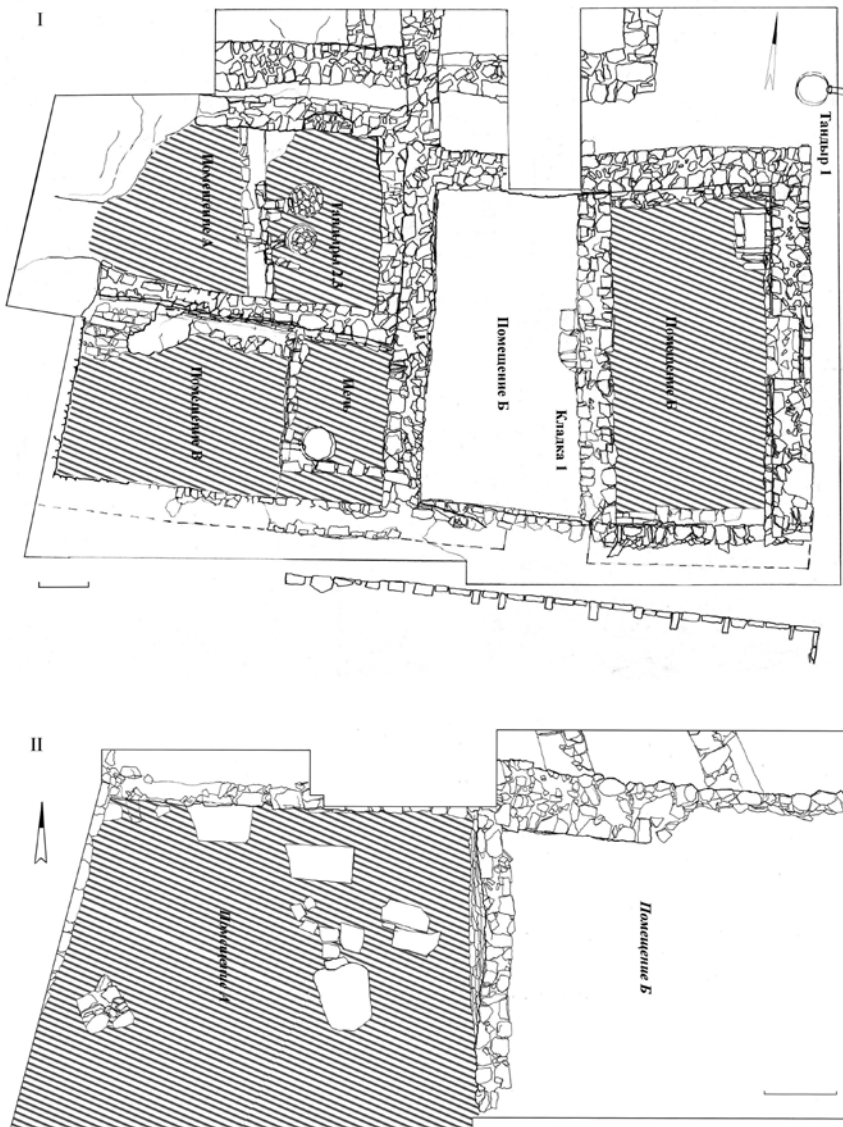 I
Тандыр 1
Помещение А
Тандыры 2,3
Помещение Б
Помещение Б
Кладка 1
Помещение В
Печь
II
Помещение А
Помещение Б